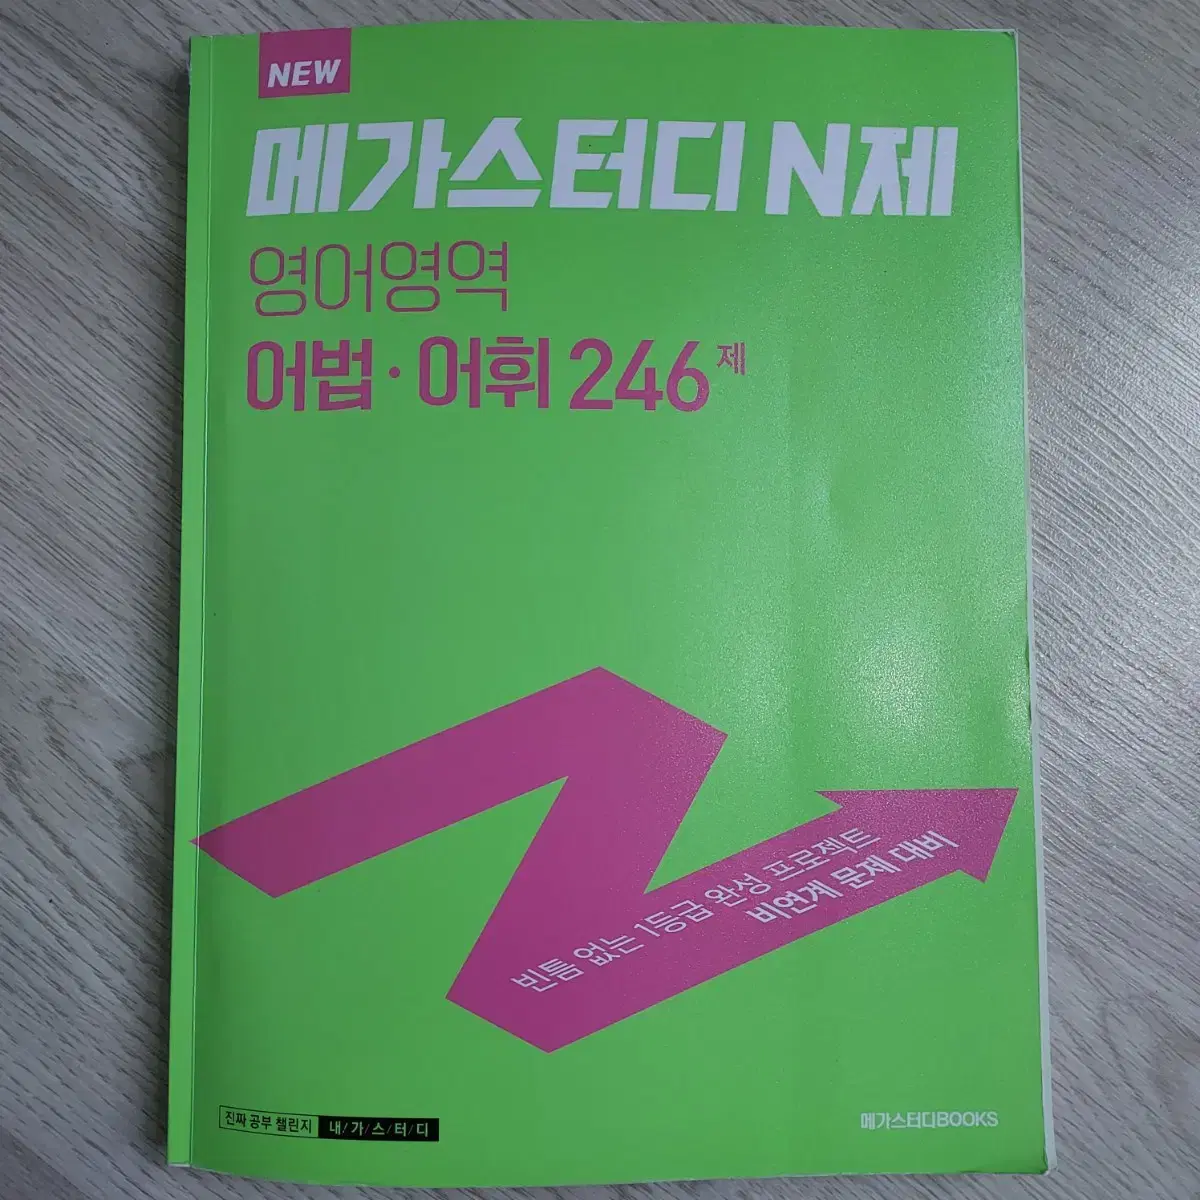 NEW
메가스터디 N제
영어영역
어법·어휘 246제
빈틈 없는 1등급 완성 프로젝트
비연계 문제 대비
진짜 공부 챌린지 내/가/스/터/디
메가스터디BOOKS